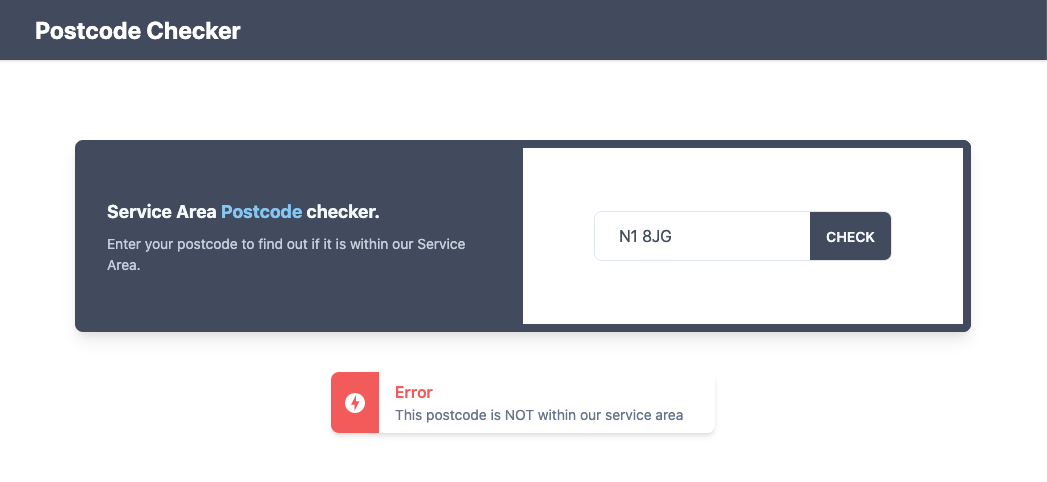 Postcode Checker
Service Area Postcode checker.
Enter your postcode to find out if it is within our Service
Area.
N1 8JG
CHECK
Error
This postcode is NOT within our service area